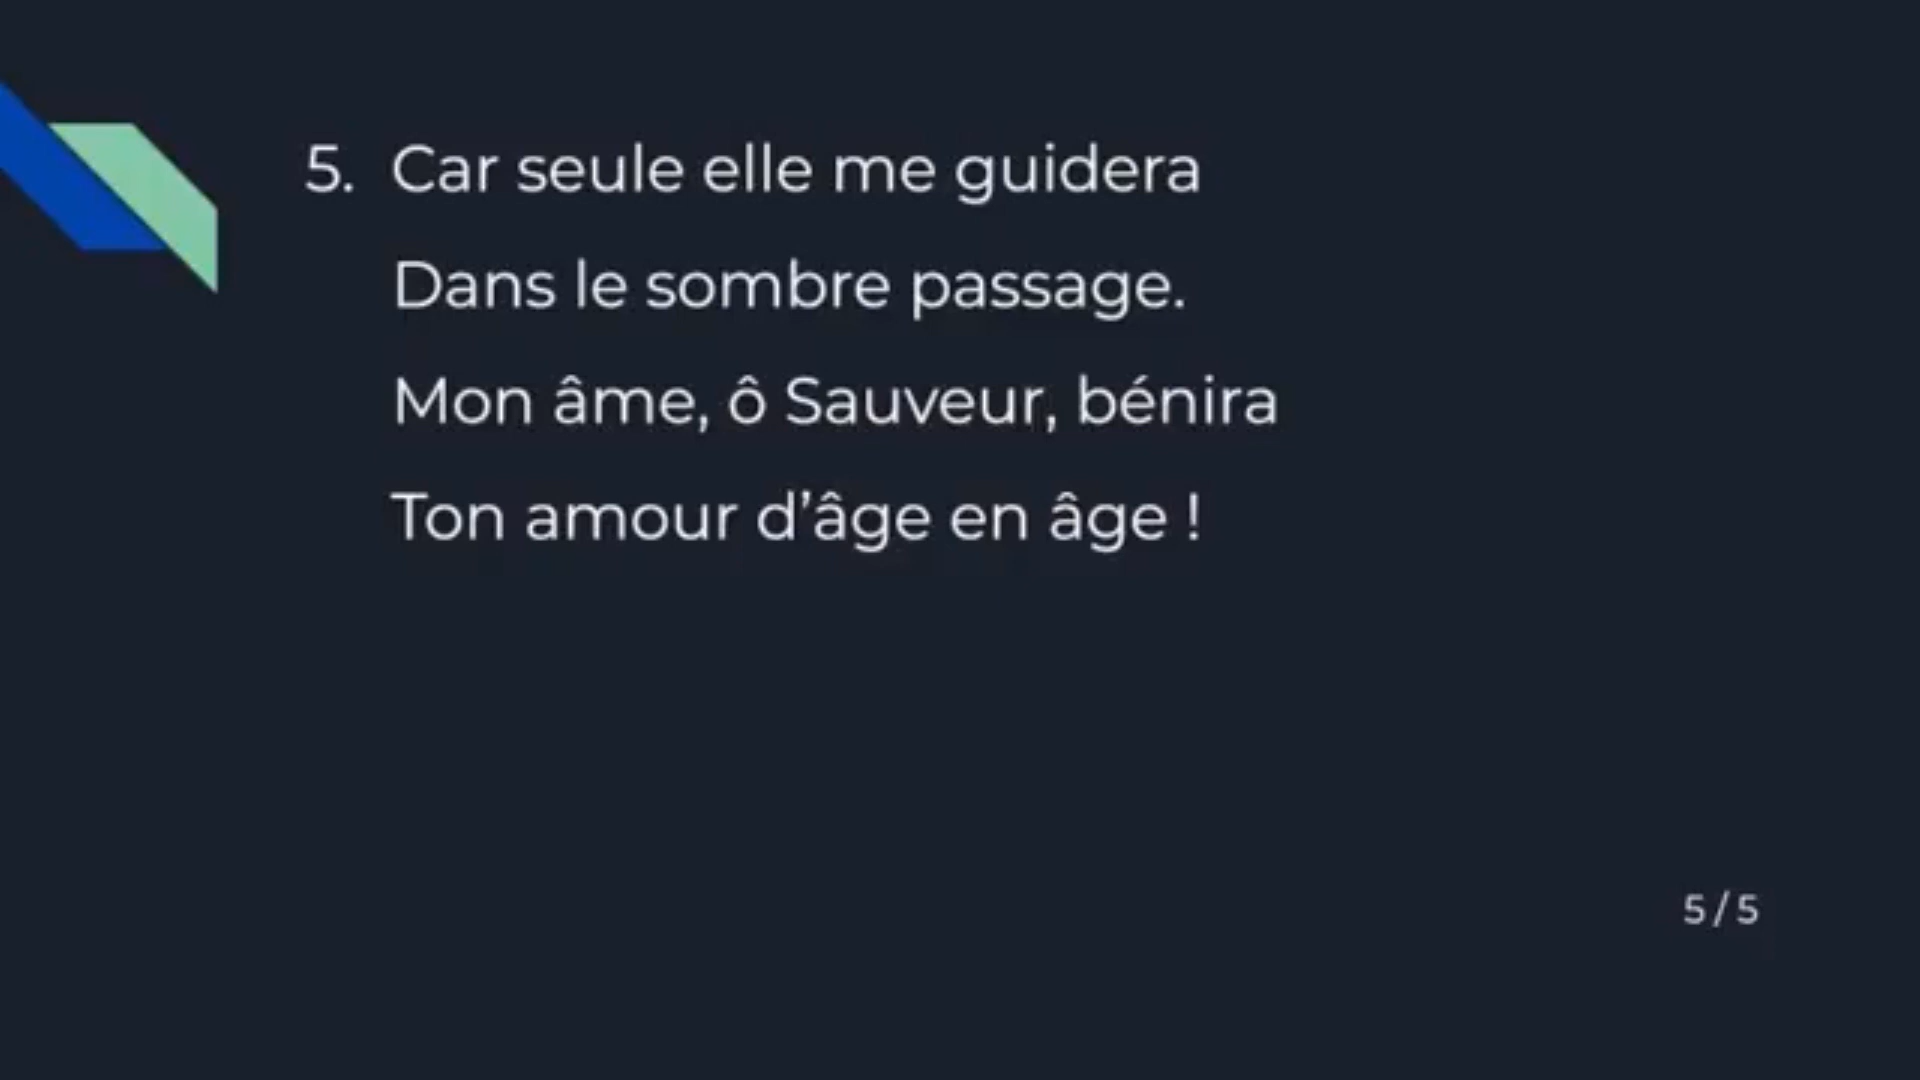 5. Car seule elle me guidera
Dans le sombre passage.
Mon âme, ô Sauveur, bénira
Ton amour d’âge en âge !
5 / 5